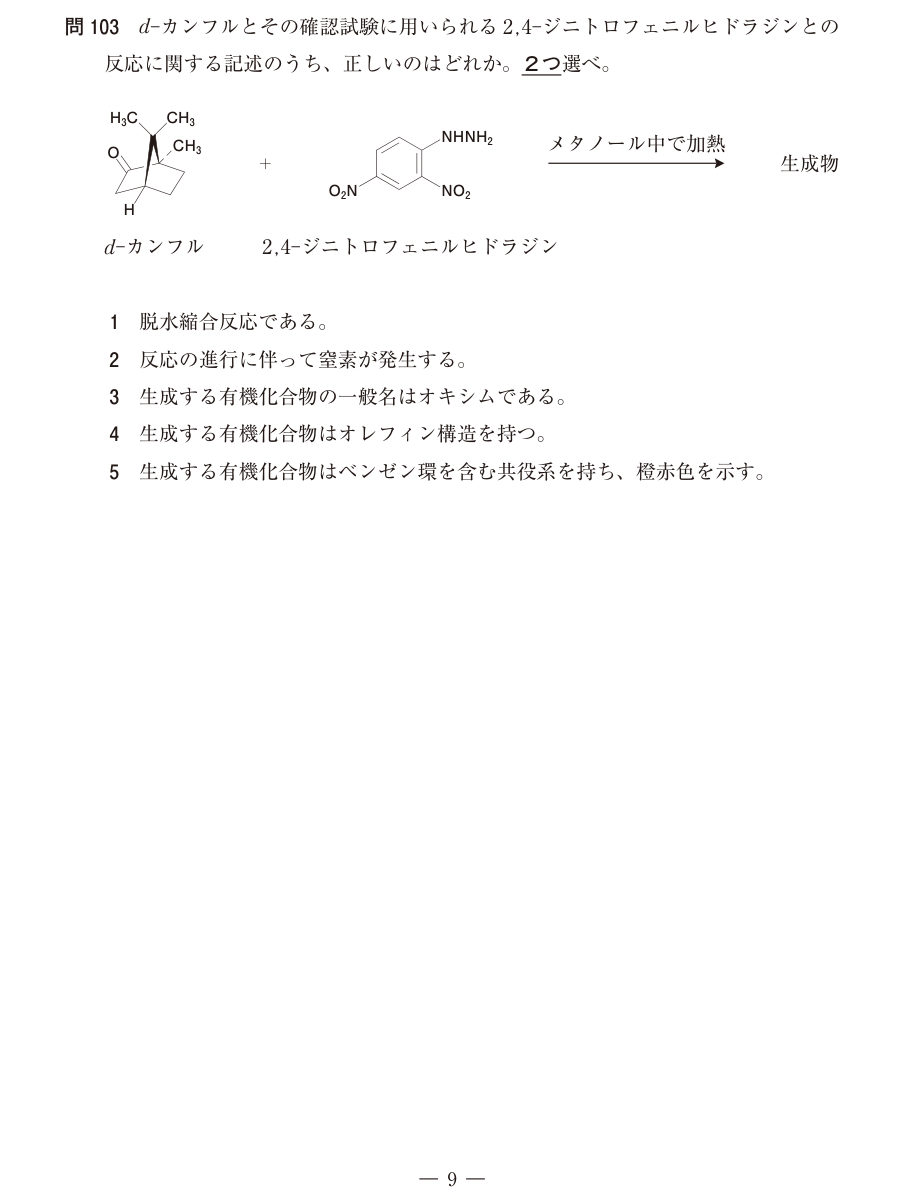 問103 d-カンフルとその確認試験に用いられる2,4-ジニトロフェニルヒドラジンとの
反応に関する記述のうち、正しいのはどれか。2つ選べ。
H3C CH3
CH3
O
H
+
NHNH2
O2N NO2
メタノール中で加熱
生成物
d-カンフル 2,4-ジニトロフェニルヒドラジン
1 脱水縮合反応である。
2 反応の進行に伴って窒素が発生する。
3 生成する有機化合物の一般名はオキシムである。
4 生成する有機化合物はオレフィン構造を持つ。
5 生成する有機化合物はベンゼン環を含む共役系を持ち、橙赤色を示す。
— 9 —